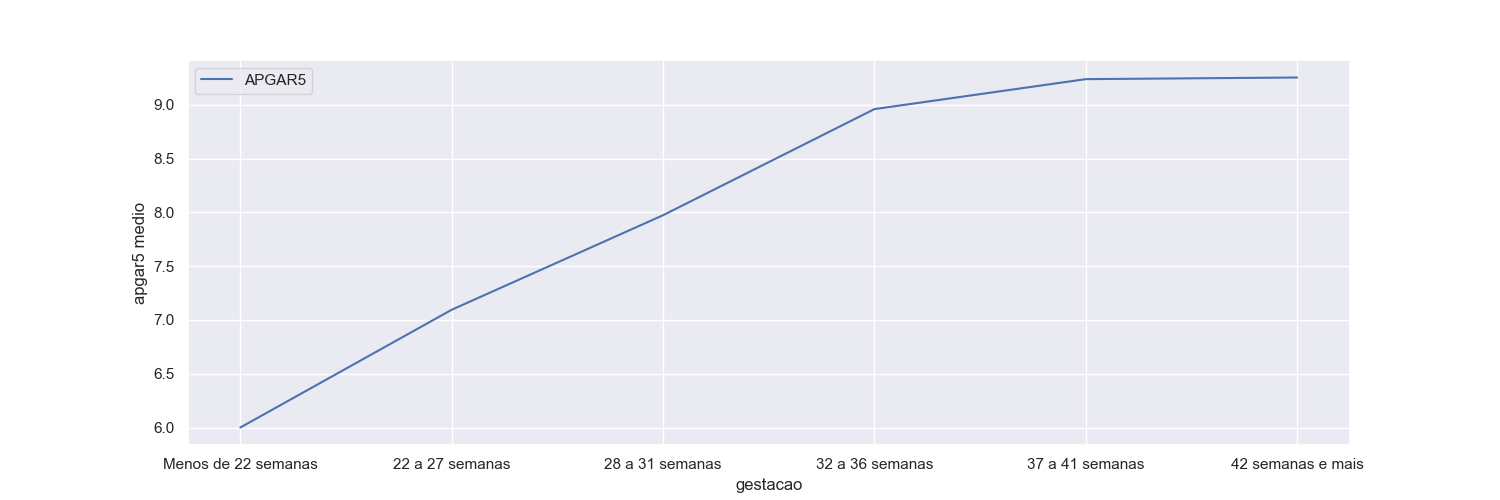 APGAR5
9.0
8.5
8.0
7.5
7.0
6.5
6.0
apgar5 medio
Menos de 22 semanas
22 a 27 semanas
28 a 31 semanas
32 a 36 semanas
37 a 41 semanas
42 semanas e mais
gestacao